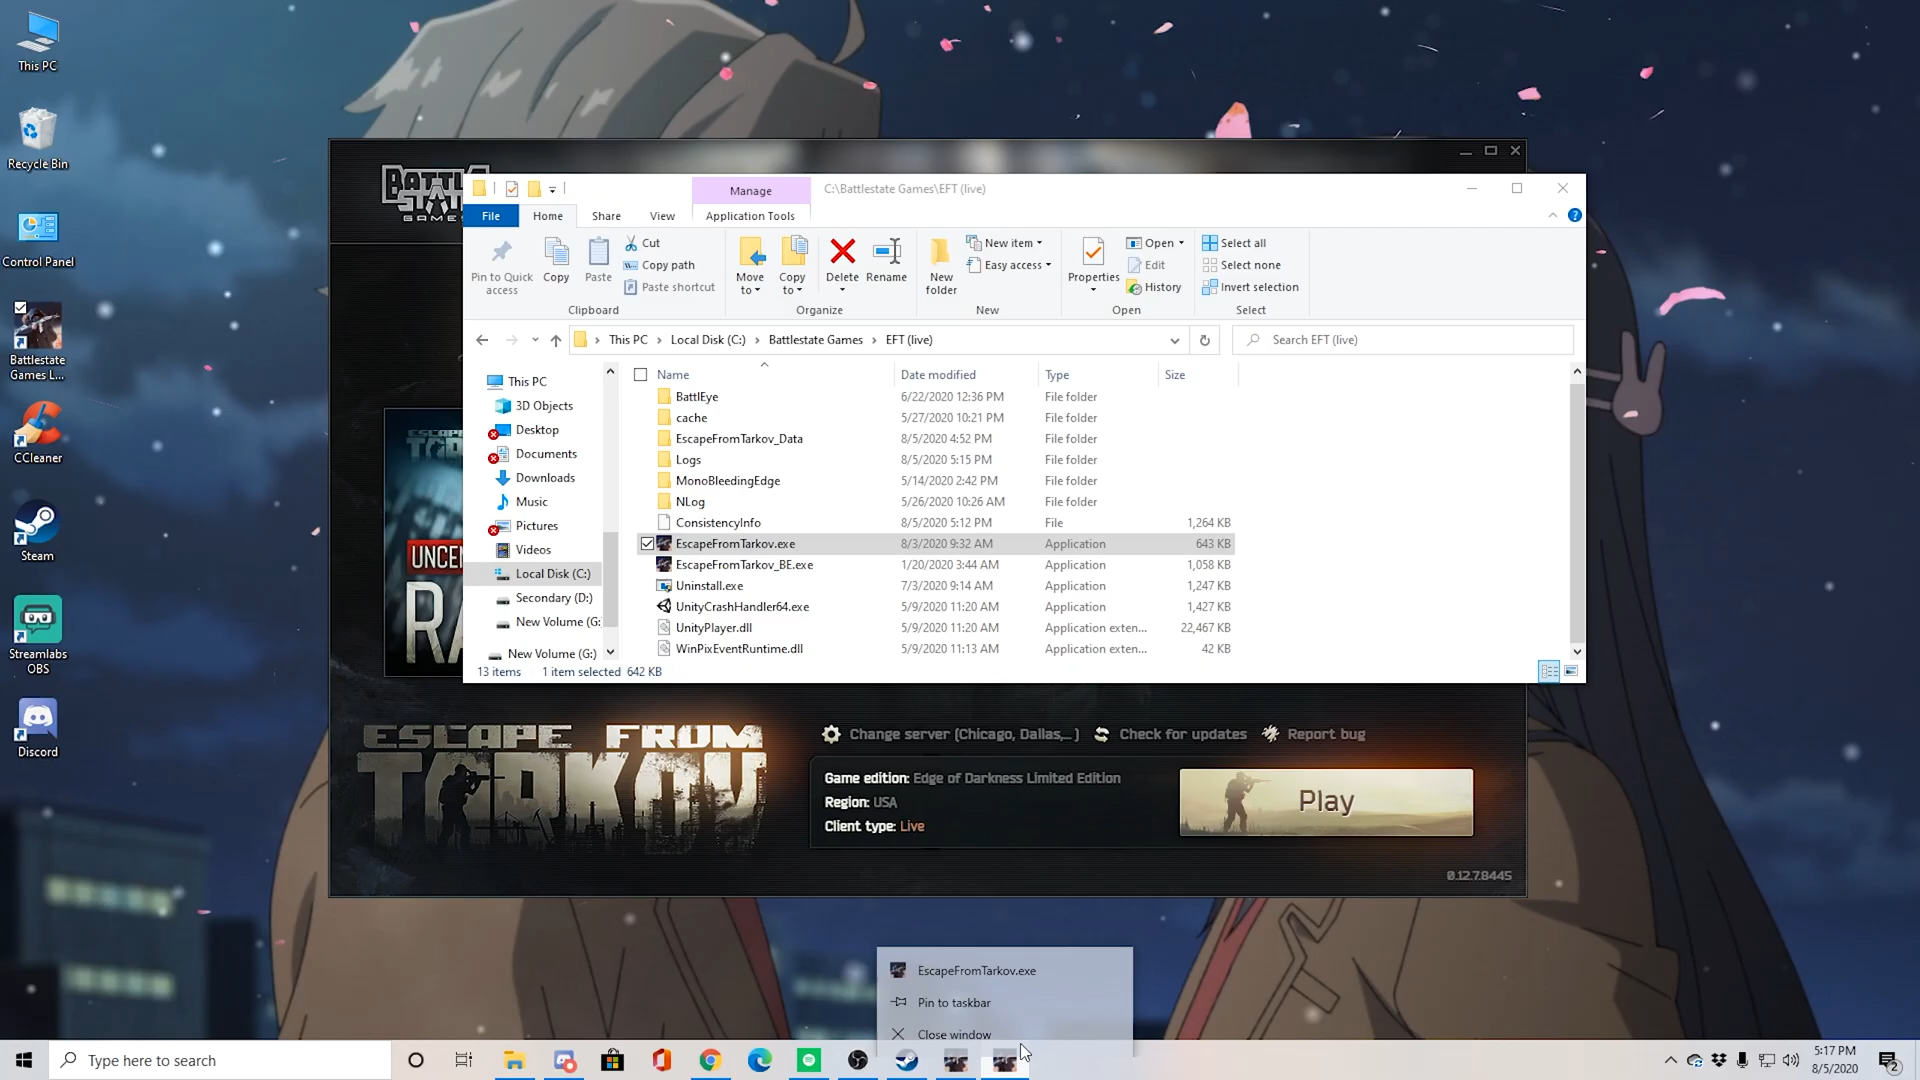 This PC
Recycle Bin
Control Panel
Battlestate
Games L...
CCleaner
Steam
Streamlabs
OBS
Discord
BATTLE
STATE
GAMES
Manage
C:\Battlestate Games\EFT (live)
File
Home
Share
View
Application Tools
Pin to Quick
access
Copy
Paste
Cut
Copy path
Paste shortcut
Clipboard
Move
to
Copy
to
Delete
Rename
Organize
New
folder
New item
Easy access
New
Properties
Open
Edit
History
Open
Select all
Select none
Invert selection
Select
This PC > Local Disk (C:) > Battlestate Games > EFT (live)
Search EFT (live)
This PC
3D Objects
Desktop
Documents
Downloads
Music
Pictures
Videos
Local Disk (C:)
Secondary (D:)
New Volume (G:
New Volume (G:)
Name Date modified Type Size
BattlEye 6/22/2020 12:36 PM File folder
cache 5/27/2020 10:21 PM File folder
EscapeFromTarkov_Data 8/5/2020 4:52 PM File folder
Logs 8/5/2020 5:15 PM File folder
MonoBleedingEdge 5/14/2020 2:42 PM File folder
NLog 5/26/2020 10:26 AM File folder
ConsistencyInfo 8/5/2020 5:12 PM File 1,264 KB
EscapeFromTarkov.exe 8/3/2020 9:32 AM Application 643 KB
EscapeFromTarkov_BE.exe 1/20/2020 3:44 AM Application 1,058 KB
Uninstall.exe 7/3/2020 9:14 AM Application 1,247 KB
UnityCrashHandler64.exe 5/9/2020 11:20 AM Application 1,427 KB
UnityPlayer.dll 5/9/2020 11:20 AM Application exten... 22,467 KB
WinPixEventRuntime.dll 5/9/2020 11:13 AM Application exten... 42 KB
13 items 1 item selected 642 KB
UNCEN
RA
ESCAPE FROM
TARKOV
Change server (Chicago, Dallas,...)
Check for updates
Report bug
Game edition: Edge of Darkness Limited Edition
Region: USA
Client type: Live
Play
0.12.7.8445
EscapeFromTarkov.exe
Pin to taskbar
Close window
Type here to search
5:17 PM
8/5/2020
2